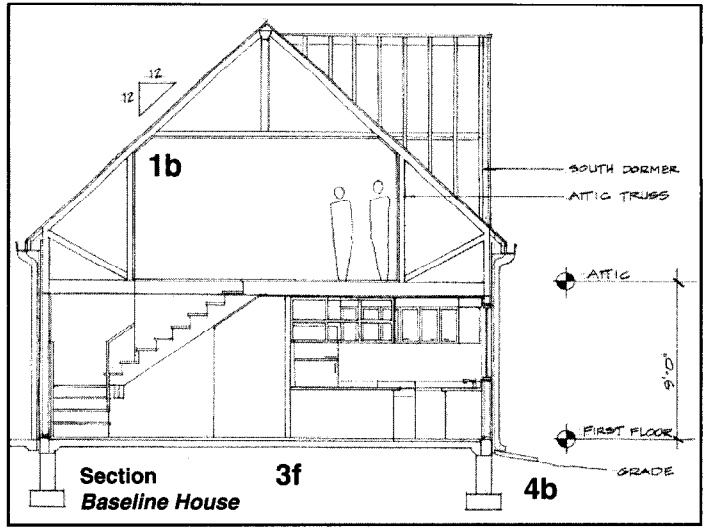 12
12
1b
SOUTH DORMER
ATTIC TRUSS
ATTIC
9'-0"
FIRST FLOOR
GRADE
Section
Baseline House
3f
4b